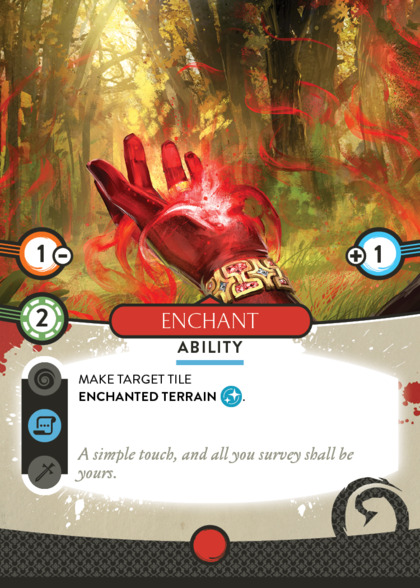 1 -
+ 1
2
ENCHANT
ABILITY
MAKE TARGET TILE
ENCHANTED TERRAIN.
A simple touch, and all you survey shall be
yours.